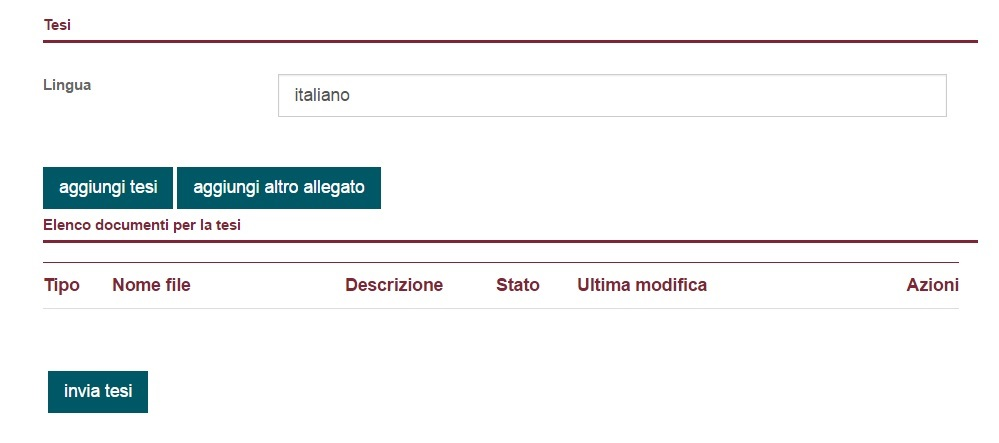 Tesi
Lingua italiano
aggiungi tesi aggiungi altro allegato
Elenco documenti per la tesi
Tipo Nome file Descrizione Stato Ultima modifica Azioni
invia tesi